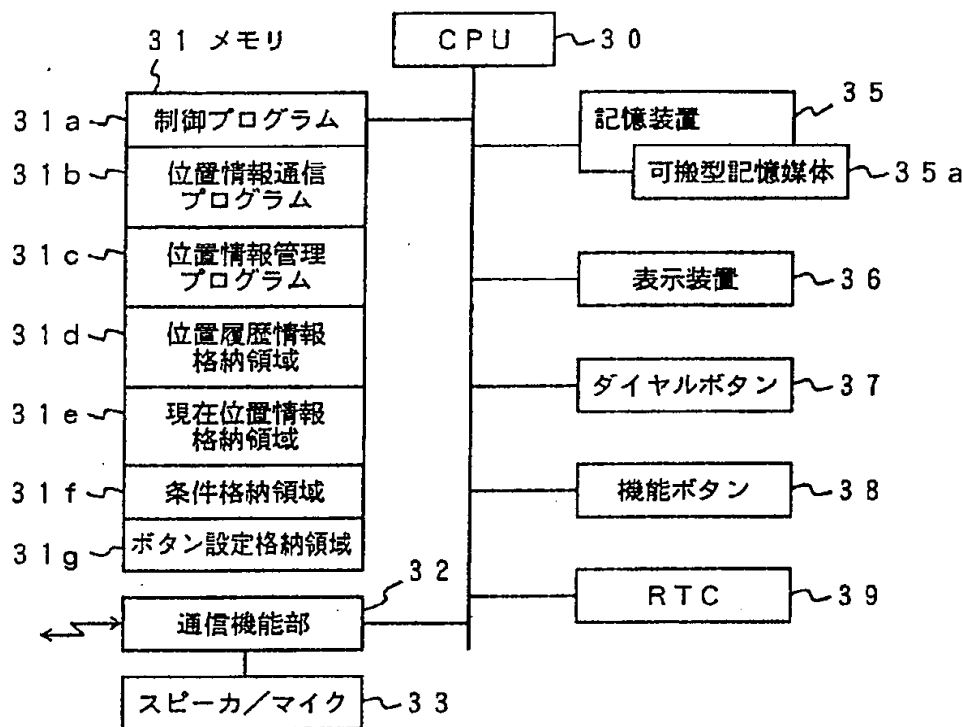 CPU
30
31 メモリ
31a
制御プログラム
31b
位置情報通信
プログラム
31c
位置情報管理
プログラム
31d
位置履歴情報
格納領域
31e
現在位置情報
格納領域
31f
条件格納領域
31g
ボタン設定格納領域
32
通信機能部
スピーカ/マイク
33
35
記憶装置
可搬型記憶媒体
35a
表示装置
36
ダイヤルボタン
37
機能ボタン
38
RTC
39